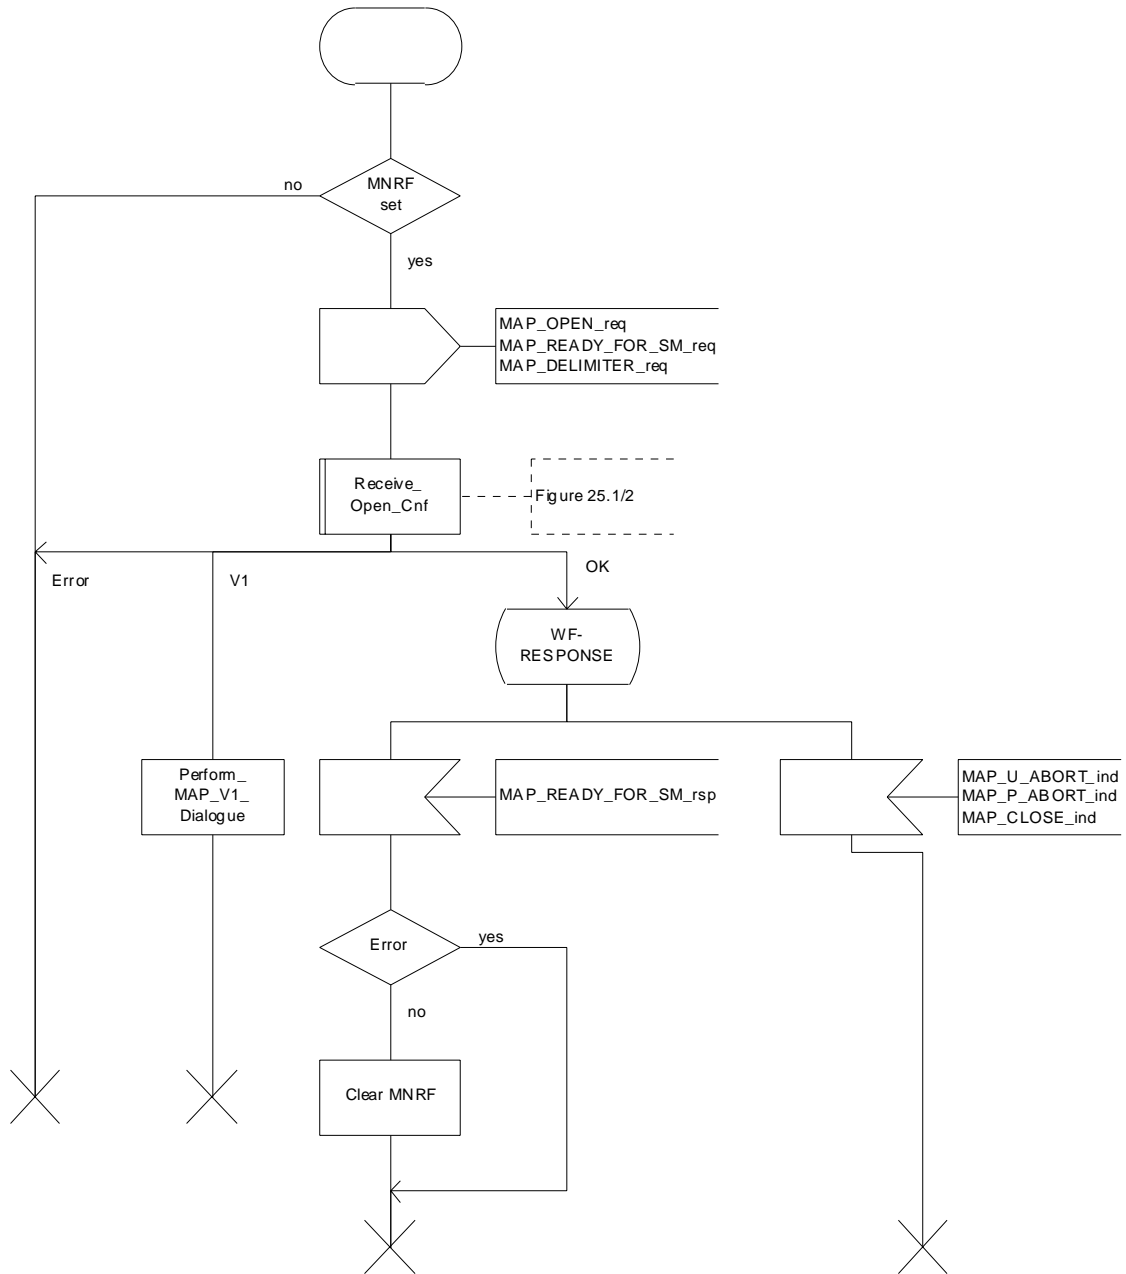 no
MNRF
set
yes
MAP_OPEN_req
MAP_READY_FOR_SM_req
MAP_DELIMITER_req
Receive_
Open_Cnf
Figure 25.1/2
Error
V1
OK
WF-
RESPONSE
Perform_
MAP_V1_
Dialogue
MAP_READY_FOR_SM_rsp
MAP_U_ABORT_ind
MAP_P_ABORT_ind
MAP_CLOSE_ind
Error
yes
no
Clear MNRF